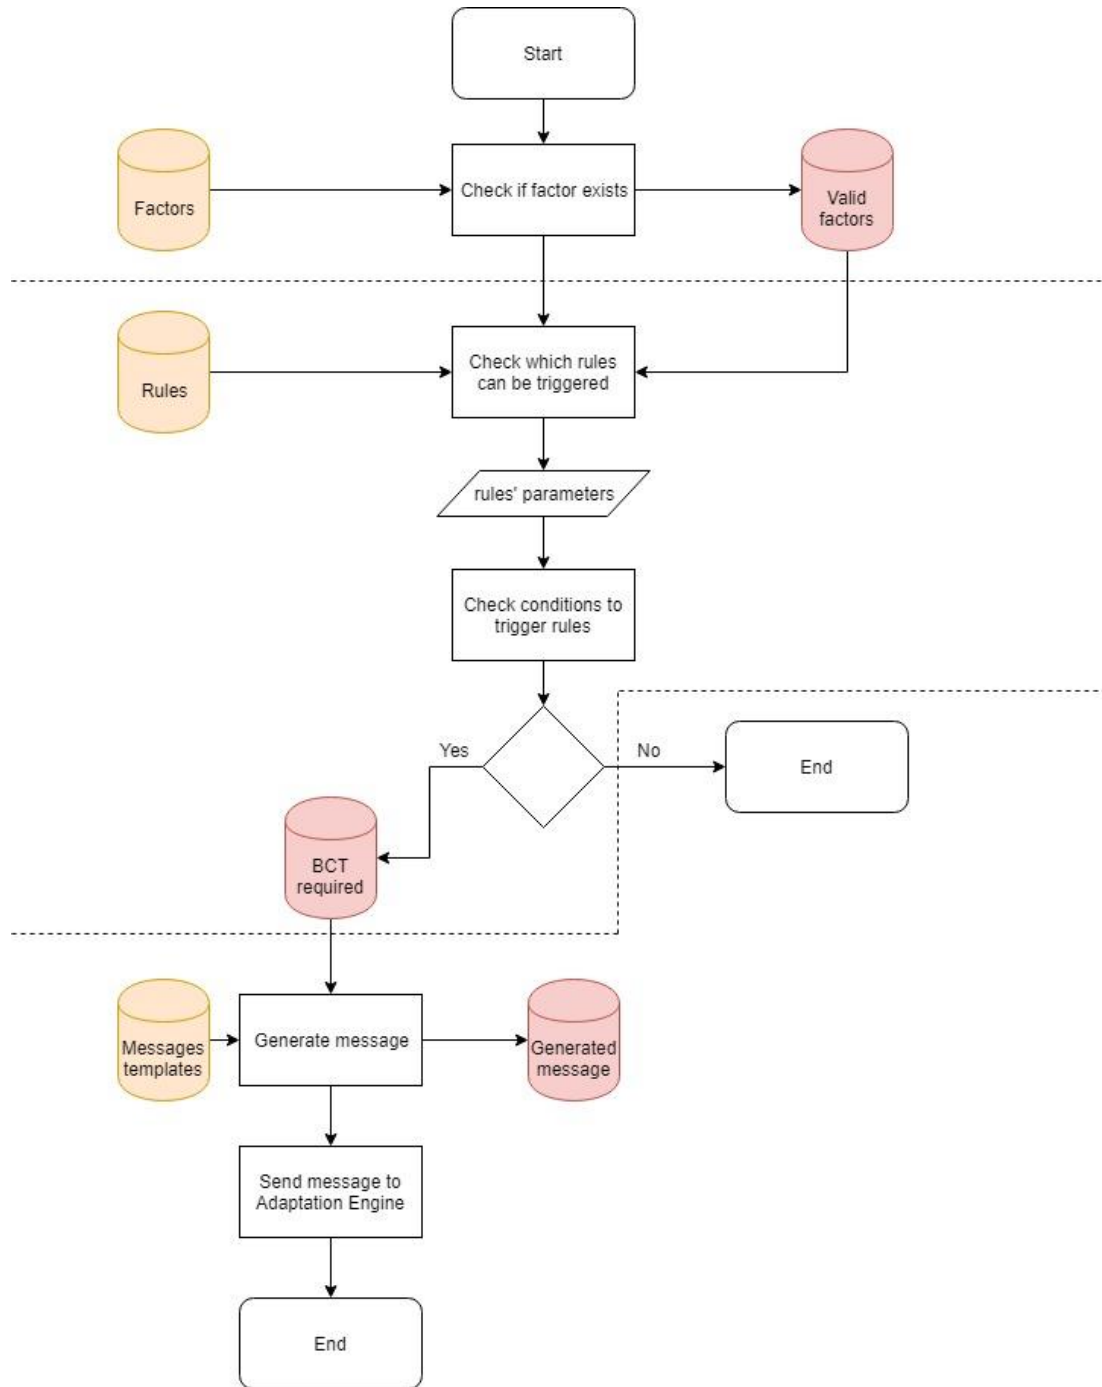 Start
Factors
Check if factor exists
Valid
factors
Rules
Check which rules
can be triggered
rules' parameters
Check conditions to
trigger rules
Yes
No
End
BCT
required
Messages
templates
Generate message
Generated
message
Send message to
Adaptation Engine
End